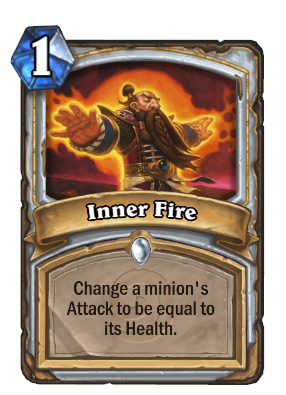 1
Inner Fire
Change a minion's
Attack to be equal to
its Health.